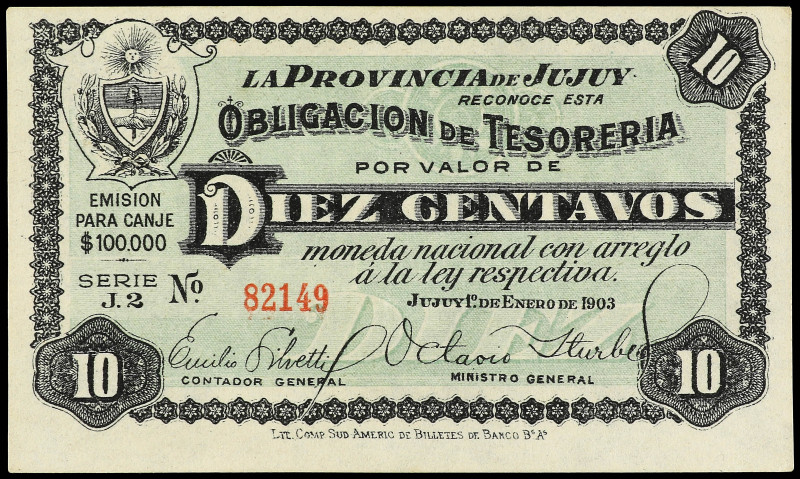 10
LA PROVINCIA DE JUJUY
RECONOCE ESTA
OBLIGACION DE TESORERIA
POR VALOR DE
DIEZ CENTAVOS
moneda nacional con arreglo
á la ley respectiva.
JUJUY 1º DE ENERO DE 1903
EMISION
PARA CANJE
$100.000
SERIE
J.2
Nº 82149
DIEZ
Emilio Silvetti
CONTADOR GENERAL
Octavio Iturbe
MINISTRO GENERAL
10
10
LIT. COMP SUD AMERIC DE BILLETES DE BANCO Bˢ Aˢ